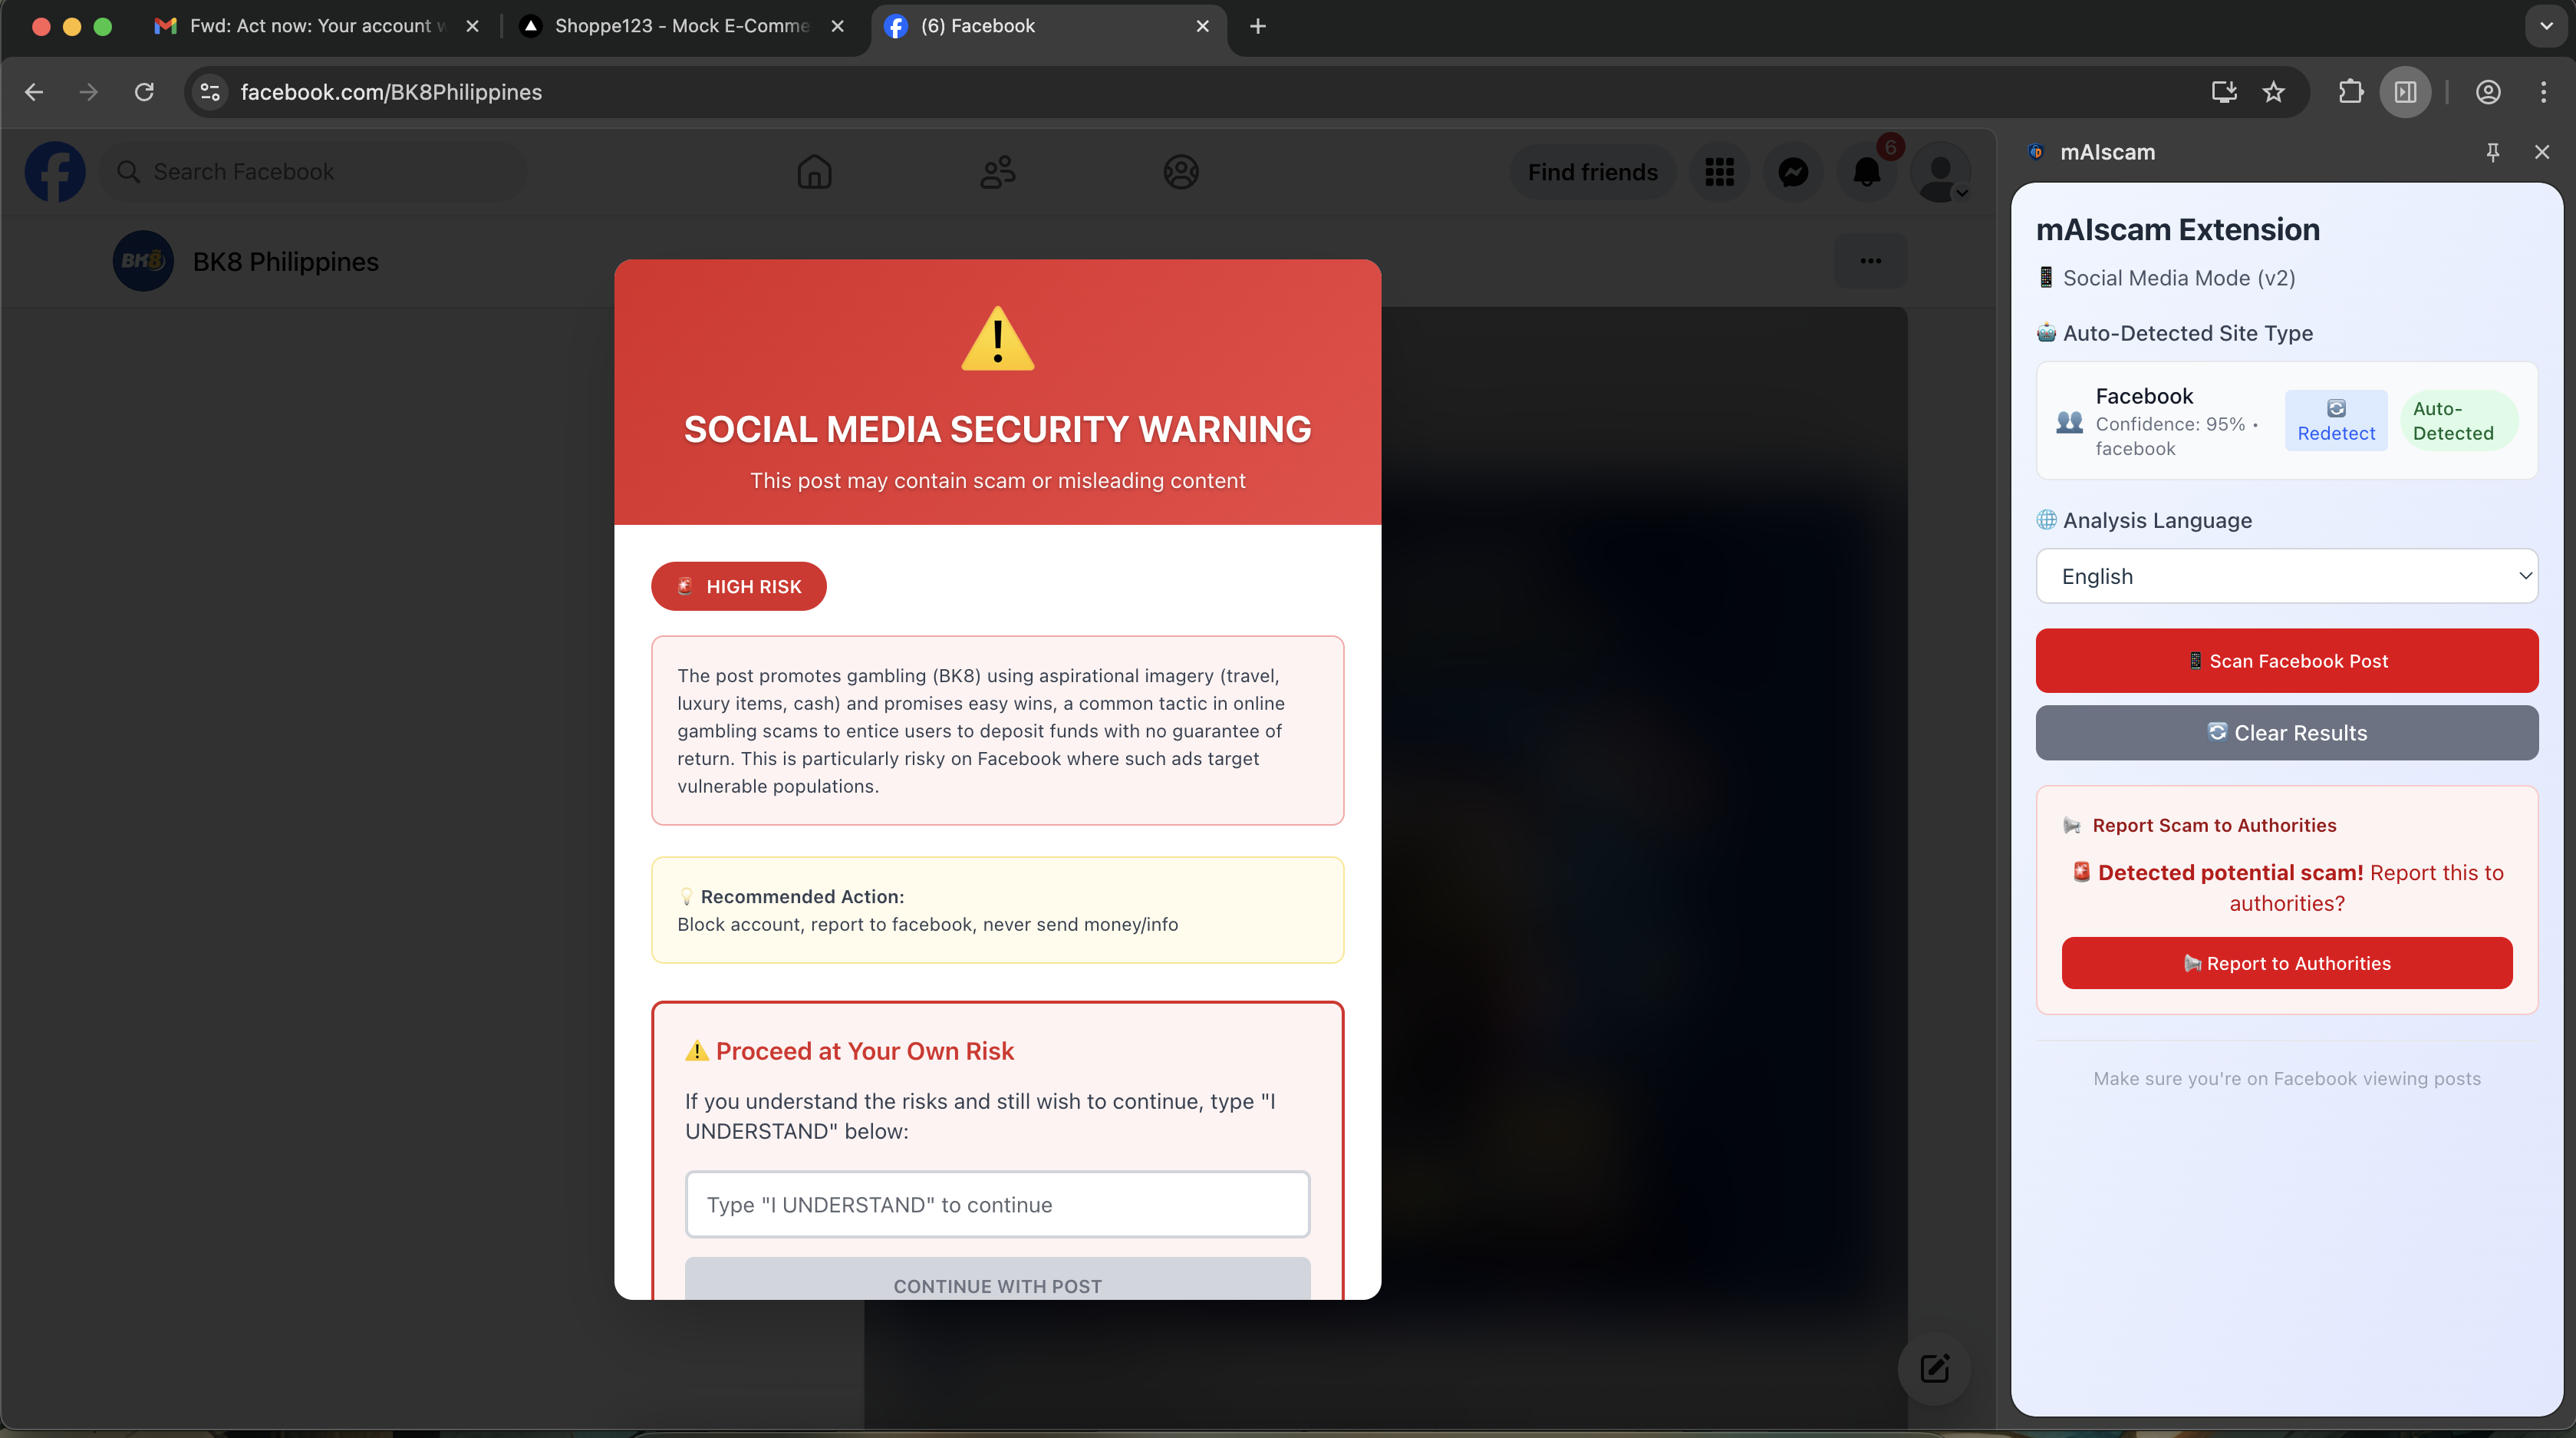 Fwd: Act now: Your account w
Shoppe123 - Mock E-Comme
(6) Facebook
facebook.com/BK8Philippines
Search Facebook
Find friends
6
BK8
BK8 Philippines
SOCIAL MEDIA SECURITY WARNING
This post may contain scam or misleading content
HIGH RISK
The post promotes gambling (BK8) using aspirational imagery (travel,
luxury items, cash) and promises easy wins, a common tactic in online
gambling scams to entice users to deposit funds with no guarantee of
return. This is particularly risky on Facebook where such ads target
vulnerable populations.
Recommended Action:
Block account, report to facebook, never send money/info
Proceed at Your Own Risk
If you understand the risks and still wish to continue, type "I
UNDERSTAND" below:
Type "I UNDERSTAND" to continue
CONTINUE WITH POST
mAIscam
mAIscam Extension
Social Media Mode (v2)
Auto-Detected Site Type
Facebook
Confidence: 95% •
facebook
Redetect
Auto-
Detected
Analysis Language
English
Scan Facebook Post
Clear Results
Report Scam to Authorities
Detected potential scam! Report this to
authorities?
Report to Authorities
Make sure you're on Facebook viewing posts